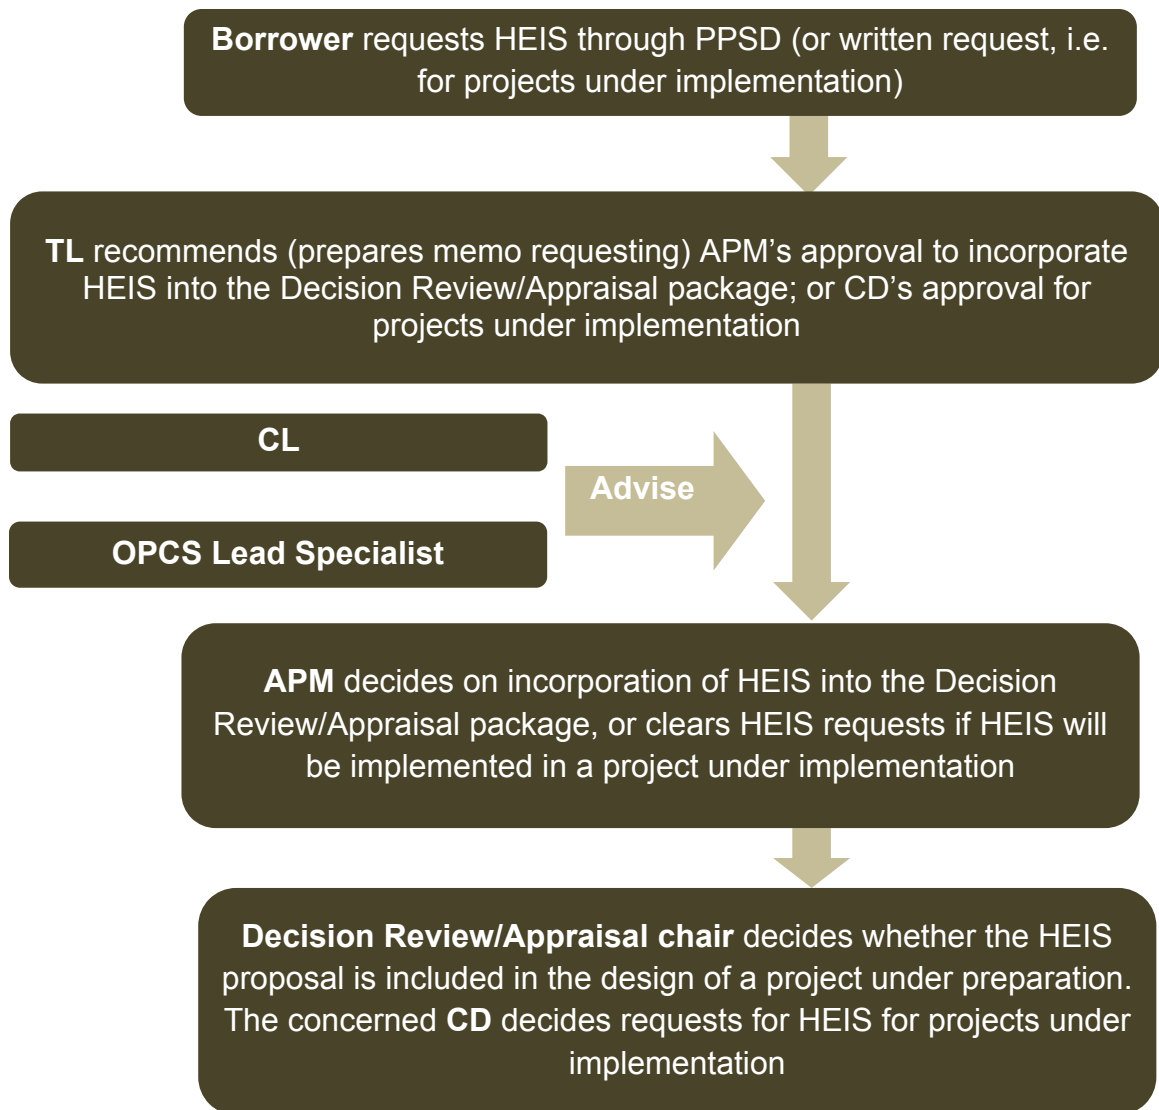 Borrower requests HEIS through PPSD (or written request, i.e.
for projects under implementation)
TL recommends (prepares memo requesting) APM’s approval to incorporate
HEIS into the Decision Review/Appraisal package; or CD’s approval for
projects under implementation
CL
Advise
OPCS Lead Specialist
APM decides on incorporation of HEIS into the Decision
Review/Appraisal package, or clears HEIS requests if HEIS will
be implemented in a project under implementation
Decision Review/Appraisal chair decides whether the HEIS
proposal is included in the design of a project under preparation.
The concerned CD decides requests for HEIS for projects under
implementation